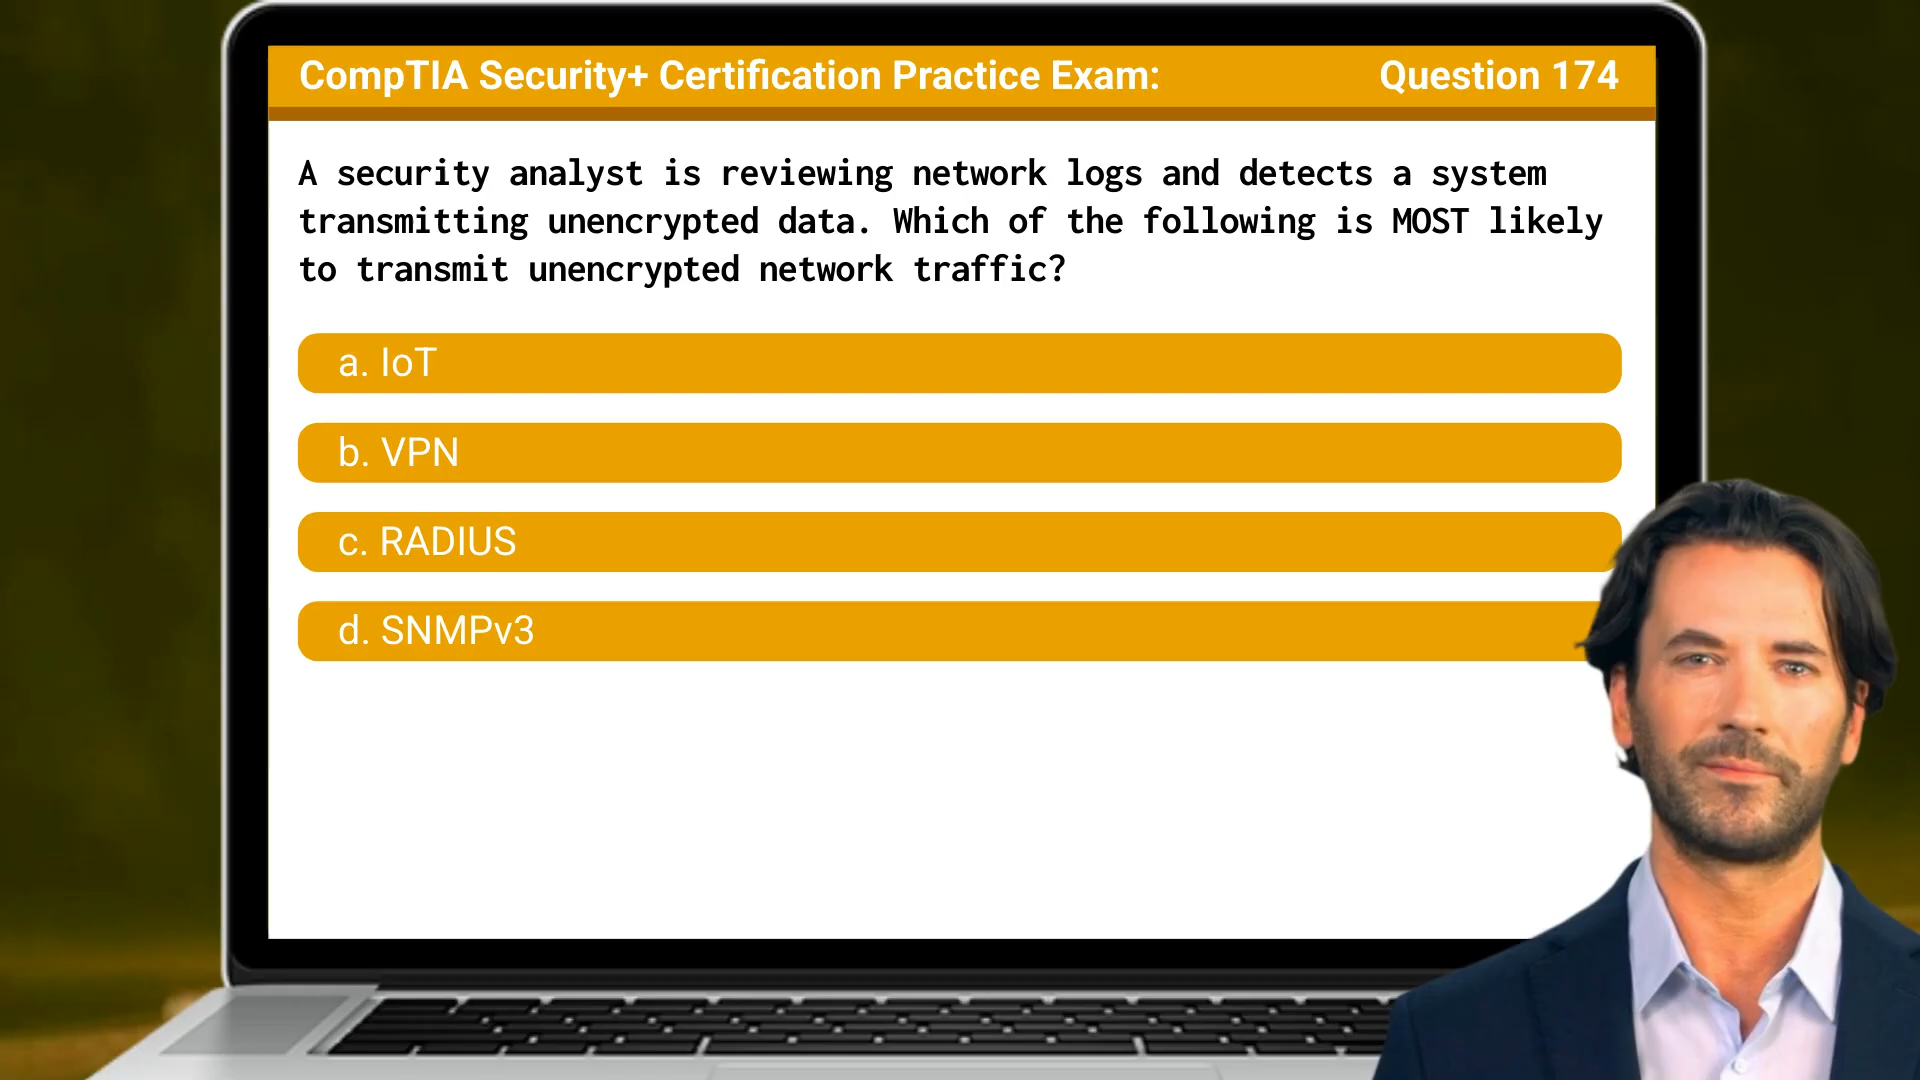 CompTIA Security+ Certification Practice Exam: Question 174
A security analyst is reviewing network logs and detects a system
transmitting unencrypted data. Which of the following is MOST likely
to transmit unencrypted network traffic?
a. IoT
b. VPN
c. RADIUS
d. SNMPv3